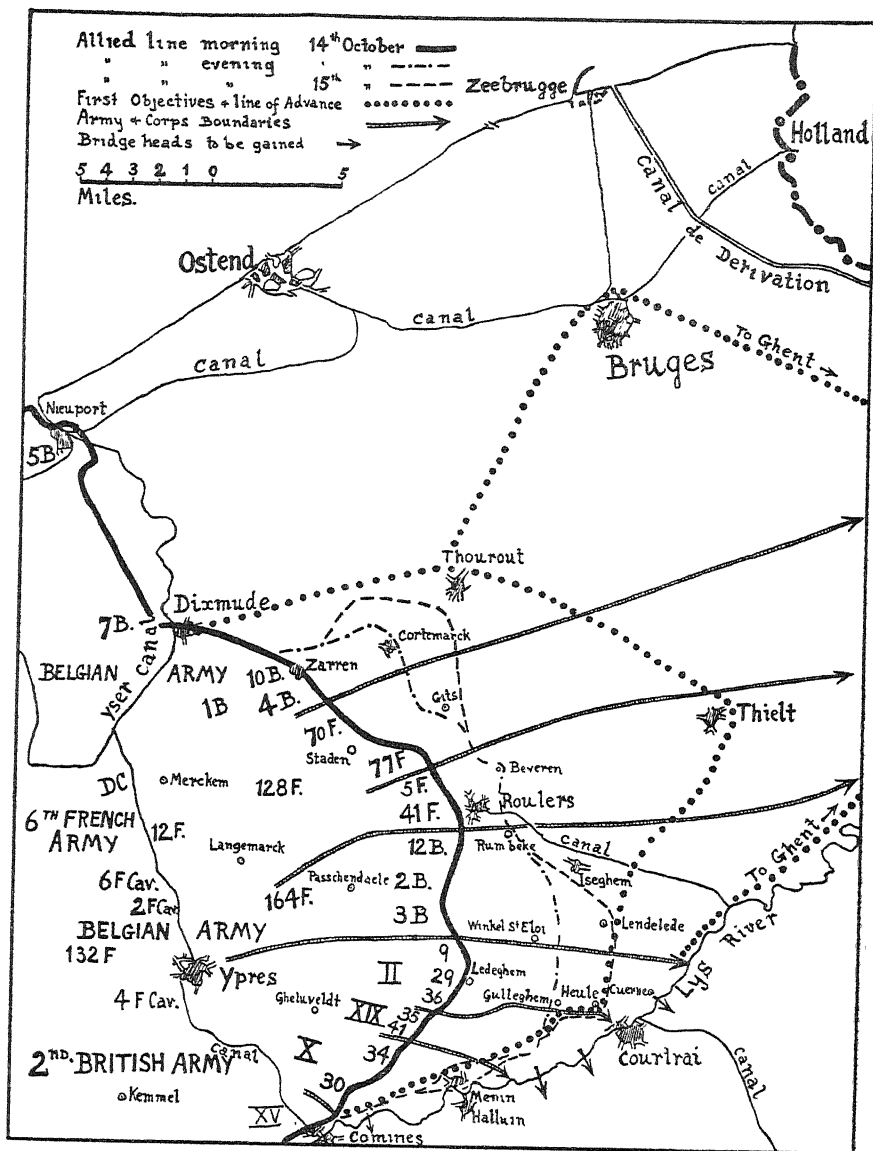 Allied line morning 14th October
" " evening ' "
" " " 15th "
First Objectives & line of Advance
Army & Corps Boundaries
Bridge heads to be gained
5 4 3 2 1 0 5
Miles.
Zeebrugge
Holland
Canal de Derivation
canal
Ostend
canal
canal
Bruges
To Ghent
Nieuport
5B
Thourout
Dixmude
7B.
Cortemarck
Zarren
BELGIAN ARMY
10B.
yser canal
1B
4B.
Gits
Thielt
70F.
Staden
77F
Beveren
DC
Merckem
128F.
5F.
Roulers
41F.
6TH FRENCH
ARMY
12F.
12B.
Rumbeke
canal
To Ghent
Langemarck
Iseghem
Passchendaele
2B.
6F Cav.
164F.
2F Cav.
3B
Lendelede
River Lys
BELGIAN ARMY
Winkel St Eloi
132F
9
Ypres
II
29
Ledeghem
4F Cav.
Gheluveldt
36
Gulleghem
Heule
Cuerne
XIX
35
41
Courtrai
canal
X
34
2ND. BRITISH ARMY
canal
30
Kemmel
Menin
Halluin
XV
Comines